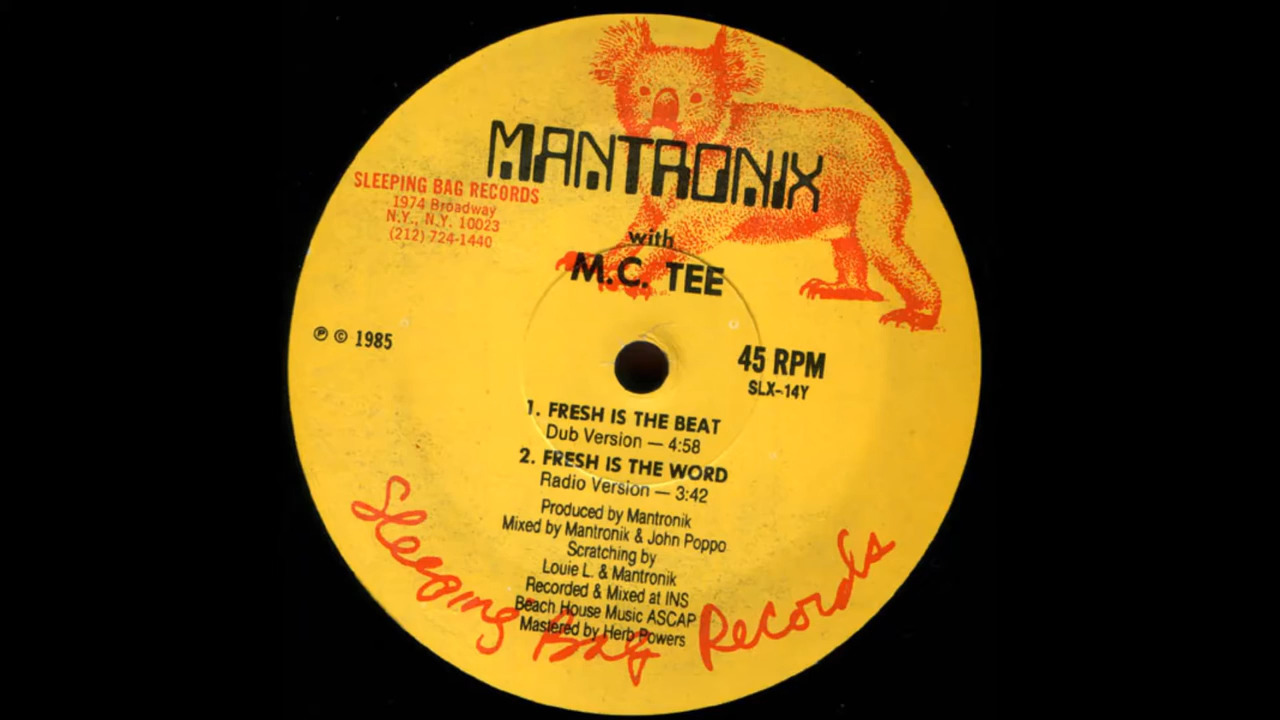 MANTRONIX
SLEEPING BAG RECORDS
1974 Broadway
N.Y., N.Y. 10023
(212) 724-1440
with
M.C. TEE
℗ © 1985
45 RPM
SLX-14Y
1. FRESH IS THE BEAT
Dub Version — 4:58
2. FRESH IS THE WORD
Radio Version — 3:42
Produced by Mantronik
Mixed by Mantronik & John Poppo
Scratching by
Louie L. & Mantronik
Recorded & Mixed at INS
Beach House Music ASCAP
Mastered by Herb Powers
Sleeping Bag Records